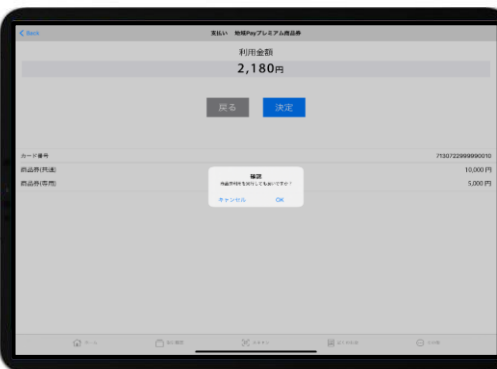 Back
支払い 地域Payプレミアム商品券
利用金額
2,180円
戻る 決定
カード番号 7130722999990010
商品券(共通) 10,000円
商品券(専用) 5,000円
確認
キャンセル OK
ホーム